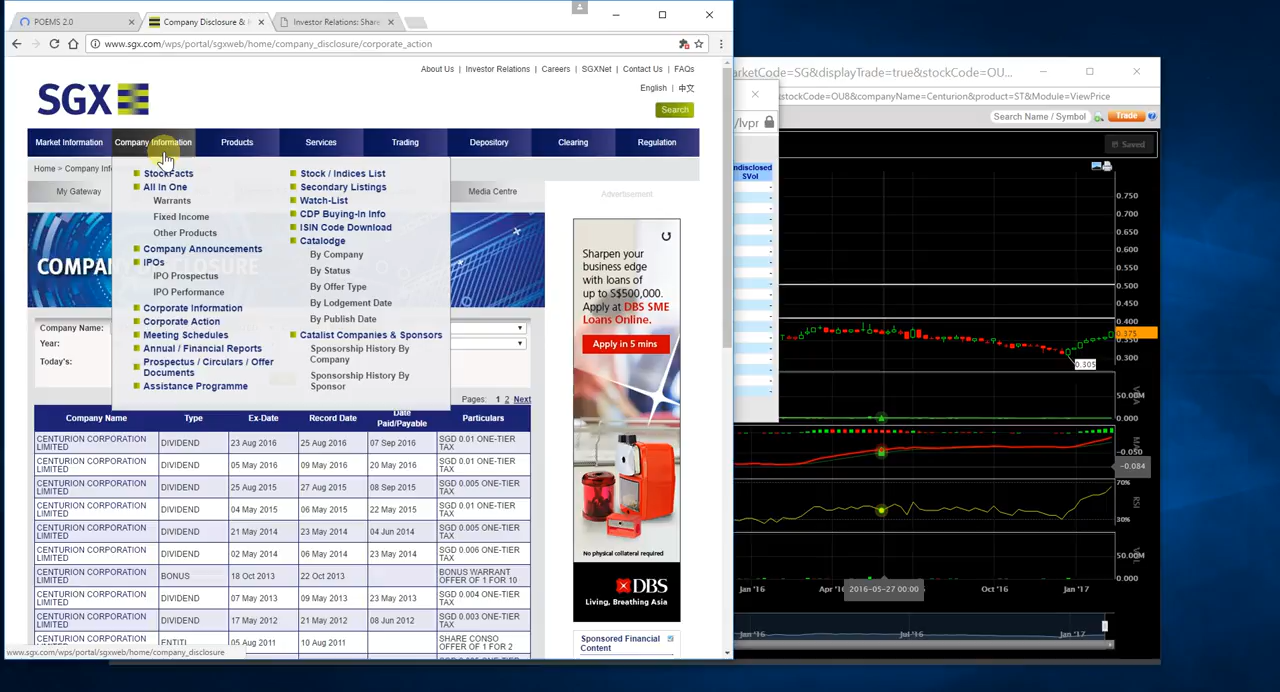 POEMS 2.0
Company Disclosure &
Investor Relations: Share
www.sgx.com/wps/portal/sgxweb/home/company_disclosure/corporate_action
About Us | Investor Relations | Careers | SGXNet | Contact Us | FAQs
English | 中文
SGX
Search
Market Information
Company Information
Products
Services
Trading
Depository
Clearing
Regulation
Home > Company Info
My Gateway
Media Centre
StockFacts
All In One
Warrants
Fixed Income
Other Products
Company Announcements
IPOs
IPO Prospectus
IPO Performance
Corporate Information
Corporate Action
Meeting Schedules
Annual / Financial Reports
Prospectus / Circulars / Offer
Documents
Assistance Programme
Stock / Indices List
Secondary Listings
Watch-List
CDP Buying-In Info
ISIN Code Download
Catalodge
By Company
By Status
By Offer Type
By Lodgement Date
By Publish Date
Catalist Companies & Sponsors
Sponsorship History By
Company
Sponsorship History By
Sponsor
COMPANY DISCLOSURE
Company Name:
Year:
Today's:
Pages: 1 2 Next
Company Name Type Ex-Date Record Date Date Paid/Payable Particulars
CENTURION CORPORATION LIMITED DIVIDEND 23 Aug 2016 25 Aug 2016 07 Sep 2016 SGD 0.01 ONE-TIER TAX
CENTURION CORPORATION LIMITED DIVIDEND 05 May 2016 09 May 2016 20 May 2016 SGD 0.01 ONE-TIER TAX
CENTURION CORPORATION LIMITED DIVIDEND 25 Aug 2015 27 Aug 2015 08 Sep 2015 SGD 0.005 ONE-TIER TAX
CENTURION CORPORATION LIMITED DIVIDEND 04 May 2015 06 May 2015 22 May 2015 SGD 0.01 ONE-TIER TAX
CENTURION CORPORATION LIMITED DIVIDEND 21 May 2014 23 May 2014 04 Jun 2014 SGD 0.005 ONE-TIER TAX
CENTURION CORPORATION LIMITED DIVIDEND 02 May 2014 06 May 2014 23 May 2014 SGD 0.006 ONE-TIER TAX
CENTURION CORPORATION LIMITED BONUS 18 Oct 2013 22 Oct 2013 BONUS WARRANT OFFER OF 1 FOR 10
CENTURION CORPORATION LIMITED DIVIDEND 07 May 2013 09 May 2013 23 May 2013 SGD 0.004 ONE-TIER TAX
CENTURION CORPORATION LIMITED DIVIDEND 17 May 2012 21 May 2012 08 Jun 2012 SGD 0.003 ONE-TIER TAX
CENTURION CORPORATION LIMITED ENTITL 05 Aug 2011 10 Aug 2011 SHARE CONSO OFFER OF 1 FOR 2
www.sgx.com/wps/portal/sgxweb/home/company_disclosure
Advertisement
Sharpen your
business edge
with loans of
up to S$500,000.
Apply at DBS SME
Loans Online.
Apply in 5 mins
No physical collateral required
DBS
Living, Breathing Asia
Sponsored Financial
Content
arketCode=SG&displayTrade=true&stockCode=OU...
stockCode=OU8&companyName=Centurion&product=ST&Module=ViewPrice
/lvpr
Search Name / Symbol
Trade
Saved
ndisclosed
SVol
0.750
0.700
0.650
0.600
0.550
0.500
0.450
0.400
0.375
0.350
0.300
0.305
50.00M
0.000
-0.050
-0.084
70%
RSI
30%
50.00M
0.000
Jan '16
Apr '1
2016-05-27 00:00
Oct '16
Jan '17
Jan '16
Jul '16
Jan '17